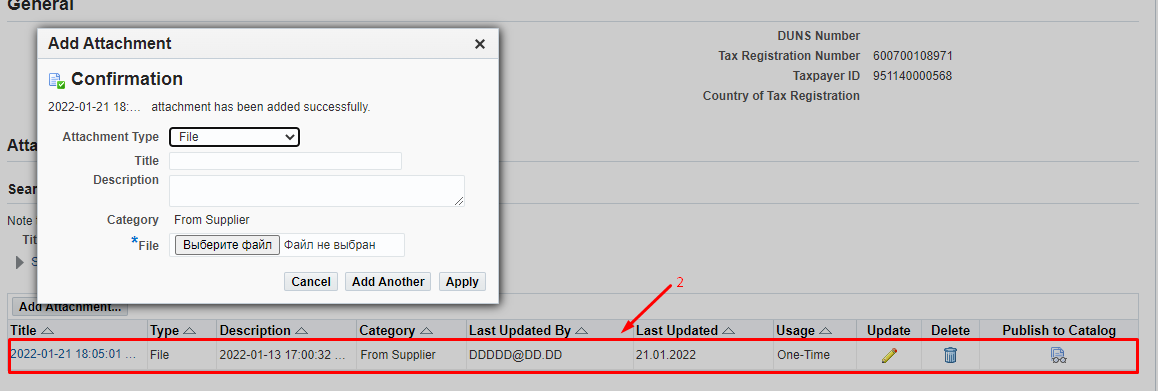 General
DUNS Number
Tax Registration Number 600700108971
Taxpayer ID 951140000568
Country of Tax Registration
Add Attachment
Confirmation
2022-01-21 18:... attachment has been added successfully.
Attachment Type File
Title
Description
Category From Supplier
*File Выберите файл Файл не выбран
Cancel Add Another Apply
Atta
Sear
Note
Tit
S
2
Add Attachment...
Title Type Description Category Last Updated By Last Updated Usage Update Delete Publish to Catalog
2022-01-21 18:05:01 ... File 2022-01-13 17:00:32 ... From Supplier DDDDD@DD.DD 21.01.2022 One-Time